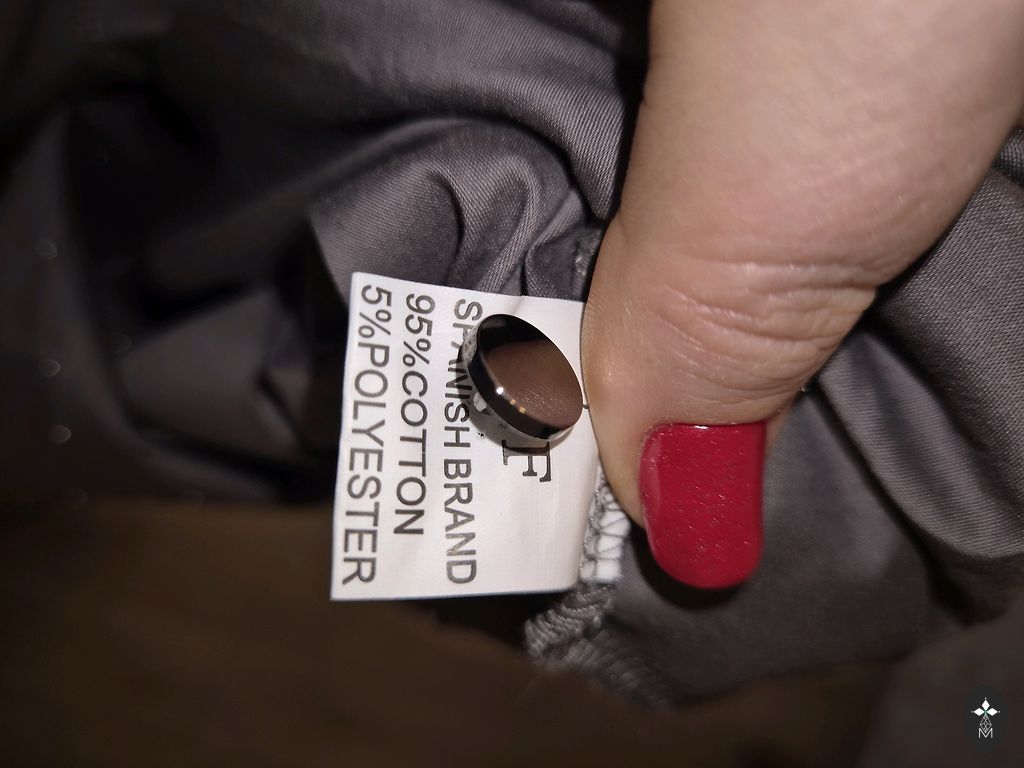 F
SPANISH BRAND
95%COTTON
5%POLYESTER
M